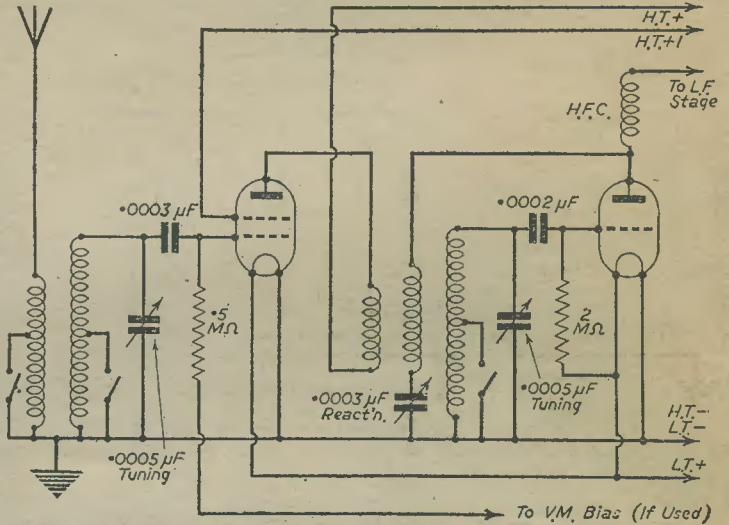 H.T.+
H.T.+1
To L.F.
Stage
H.F.C.
•0003 µF
•0002 µF
•5
MΩ
2
MΩ
•0003 µF
React'n.
•0005 µF
Tuning
•0005 µF
Tuning
H.T.-
L.T.-
L.T.+
To V.M. Bias (If Used)